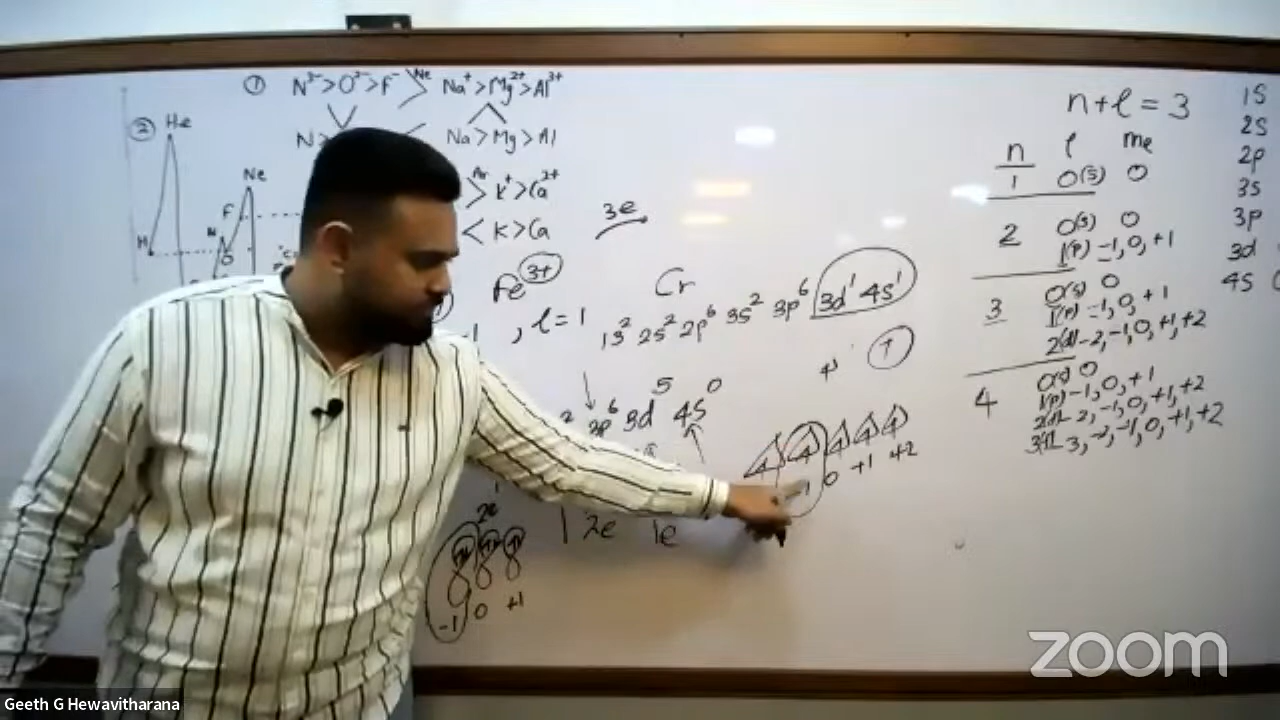 ① N³⁻ > O²⁻ > F⁻ > Ne > Na⁺ > Mg²⁺ > Al³⁺
N > Na > Mg > Al
② He
Ne
H
F
N
O
> Ar > K⁺ > Ca²⁺
< K > Ca
3e
Fe³⁺
, l = 1
Cr
1s² 2s² 2p⁶ 3s² 3p⁶ 3d¹ 4s¹
3p⁶ 3d⁵ 4s⁰
-1 0 +1 +2
2e
1 2e 1e
-1 0 +1
n + l = 3
n l me
1 0(s) 0
2 0(s) 0
1(p) -1, 0, +1
3 0(s) 0
1(p) -1, 0, +1
2(d) -2, -1, 0, +1, +2
4 0(s) 0
1(p) -1, 0, +1
2(d) -2, -1, 0, +1, +2
3(f) -3, -2, -1, 0, +1, +2
1S
2S
2p
3s
3p
3d
4s
zoom
Geeth G Hewavitharana